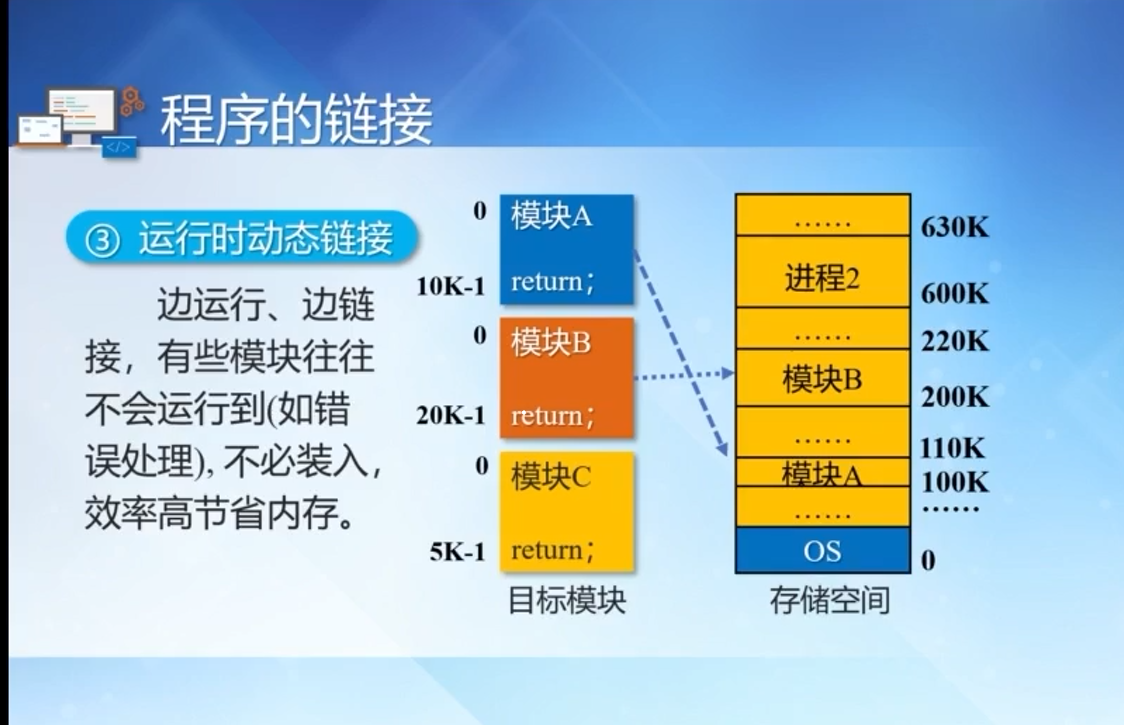 程序的链接
</>
③ 运行时动态链接
边运行、边链
接，有些模块往往
不会运行到(如错
误处理), 不必装入，
效率高节省内存。
0
模块A
10K-1
return；
0
模块B
20K-1
return；
0
模块C
5K-1
return；
目标模块
……
630K
进程2
600K
……
220K
模块B
200K
……
110K
模块A
100K
……
……
OS
0
存储空间